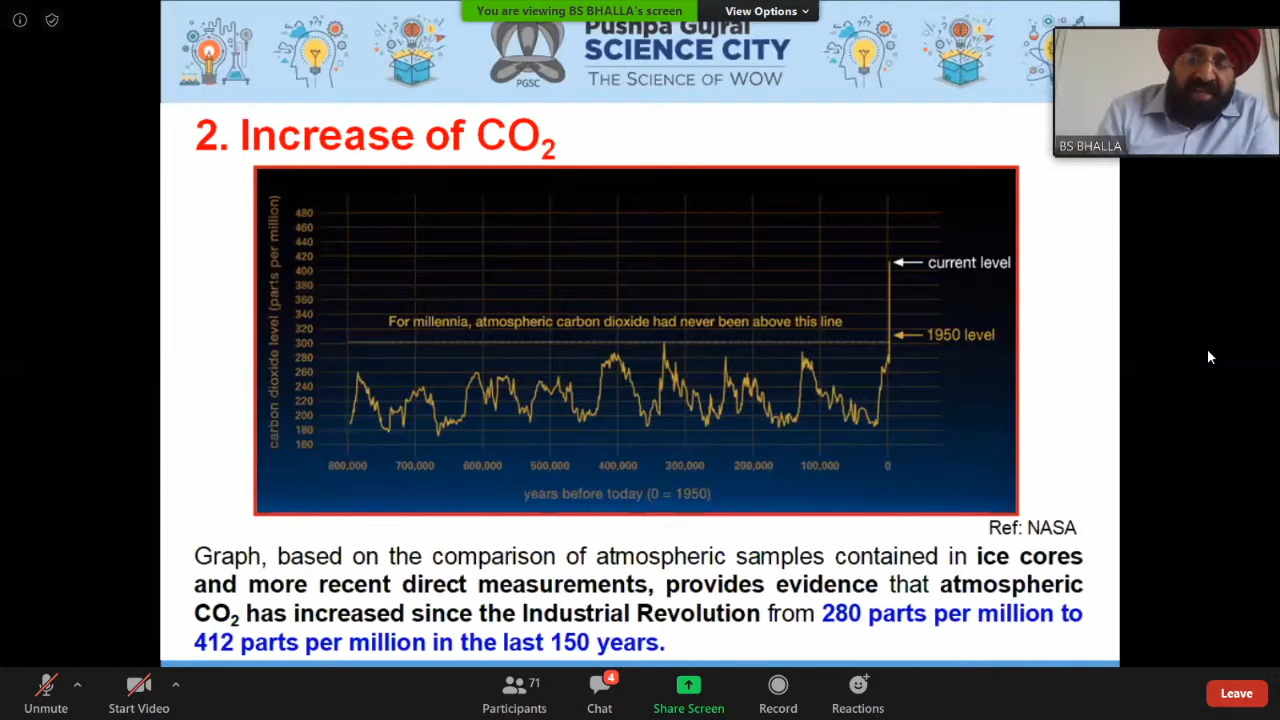 You are viewing BS BHALLA's screen
View Options
Pushpa Gujral
SCIENCE CITY
THE SCIENCE OF WOW
PGSC
BS BHALLA
2. Increase of CO2
carbon dioxide level (parts per million)
480
460
440
420
400
380
360
340
320
300
280
260
240
220
200
180
160
current level
For millennia, atmospheric carbon dioxide had never been above this line
1950 level
800,000 700,000 600,000 500,000 400,000 300,000 200,000 100,000 0
years before today (0 = 1950)
Ref: NASA
Graph, based on the comparison of atmospheric samples contained in ice cores
and more recent direct measurements, provides evidence that atmospheric
CO2 has increased since the Industrial Revolution from 280 parts per million to
412 parts per million in the last 150 years.
Unmute
Start Video
Participants
71
Chat
4
Share Screen
Record
Reactions
Leave